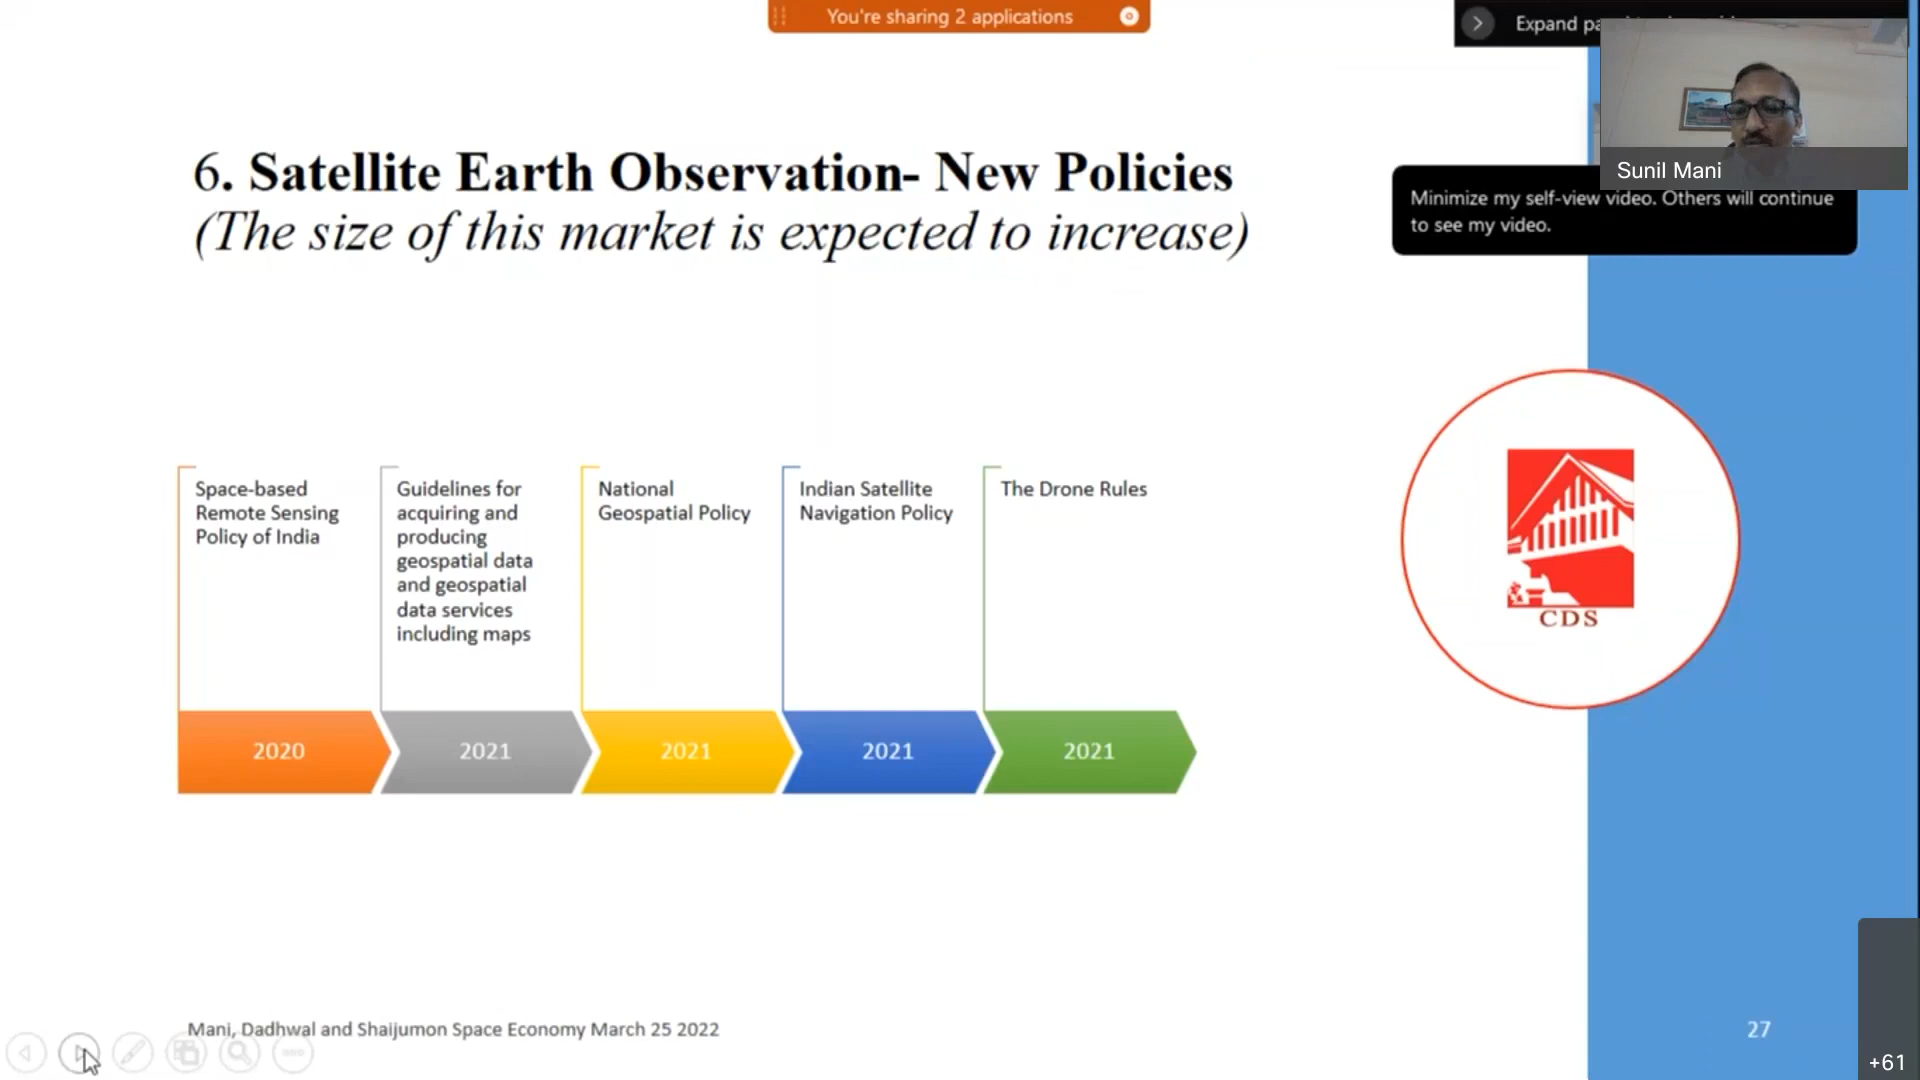 You're sharing 2 applications
Expand
Sunil Mani
Minimize my self-view video. Others will continue
to see my video.
6. Satellite Earth Observation- New Policies
(The size of this market is expected to increase)
Space-based
Remote Sensing
Policy of India
Guidelines for
acquiring and
producing
geospatial data
and geospatial
data services
including maps
National
Geospatial Policy
Indian Satellite
Navigation Policy
The Drone Rules
2020
2021
2021
2021
2021
CDS
Mani, Dadhwal and Shaijumon Space Economy March 25 2022
27
+61